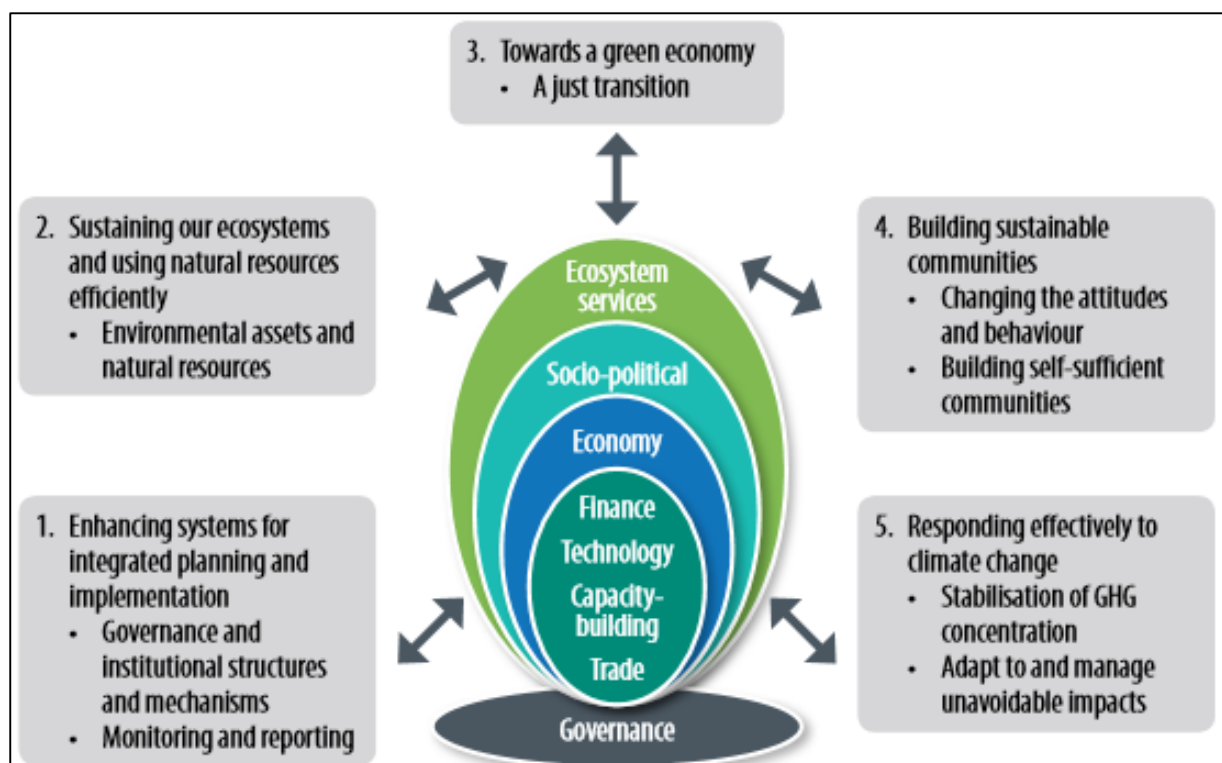 3. Towards a green economy
• A just transition
2. Sustaining our ecosystems
and using natural resources
efficiently
• Environmental assets and
natural resources
4. Building sustainable
communities
• Changing the attitudes
and behaviour
• Building self-sufficient
communities
1. Enhancing systems for
integrated planning and
implementation
• Governance and
institutional structures
and mechanisms
• Monitoring and reporting
5. Responding effectively to
climate change
• Stabilisation of GHG
concentration
• Adapt to and manage
unavoidable impacts
Ecosystem
services
Socio-political
Economy
Finance
Technology
Capacity-
building
Trade
Governance